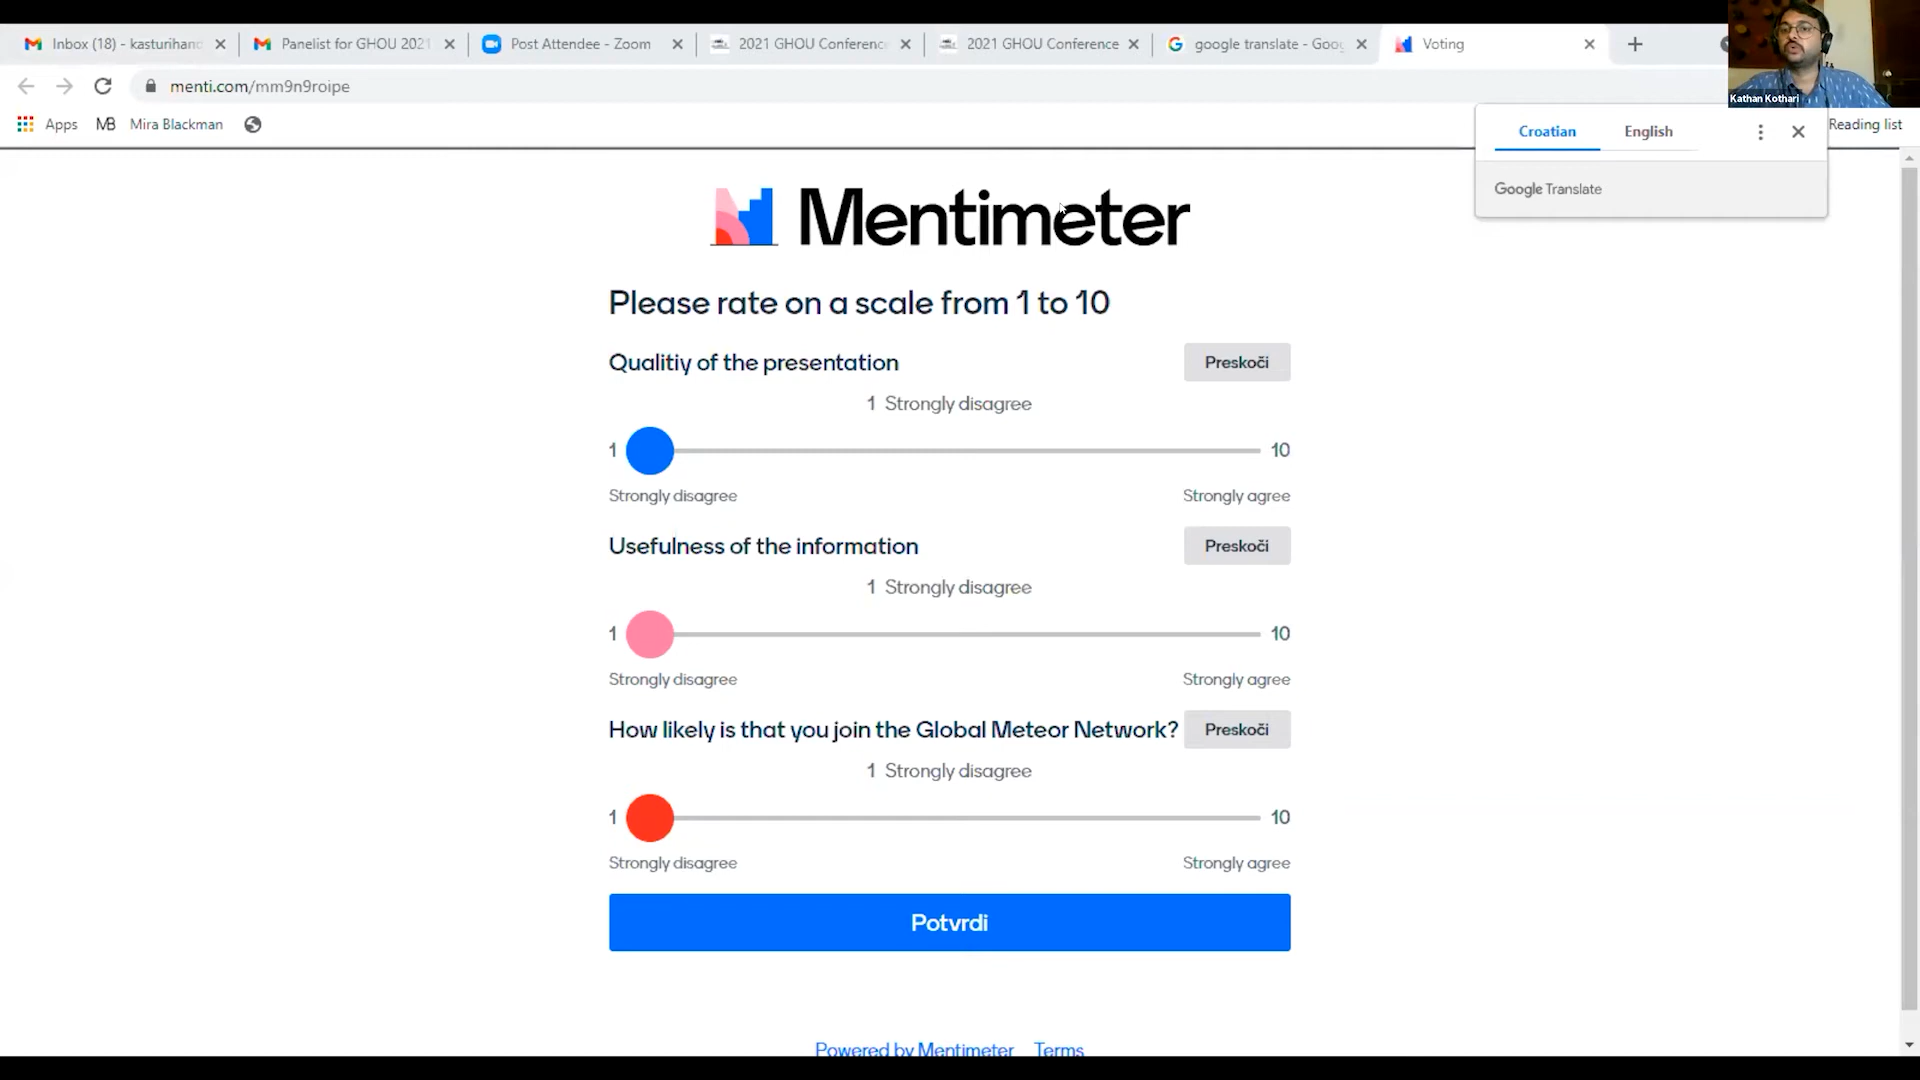 Inbox (18) - kasturihand
Panelist for GHOU 2021
Post Attendee - Zoom
2021 GHOU Conference
2021 GHOU Conference
google translate - Goog
Voting
menti.com/mm9n9roipe
Kathan Kothari
Apps
MB
Mira Blackman
Reading list
Croatian
English
Google Translate
Mentimeter
Please rate on a scale from 1 to 10
Qualitiy of the presentation
Preskoči
1 Strongly disagree
1
10
Strongly disagree
Strongly agree
Usefulness of the information
Preskoči
1 Strongly disagree
1
10
Strongly disagree
Strongly agree
How likely is that you join the Global Meteor Network?
Preskoči
1 Strongly disagree
1
10
Strongly disagree
Strongly agree
Potvrdi
Powered by Mentimeter
Terms